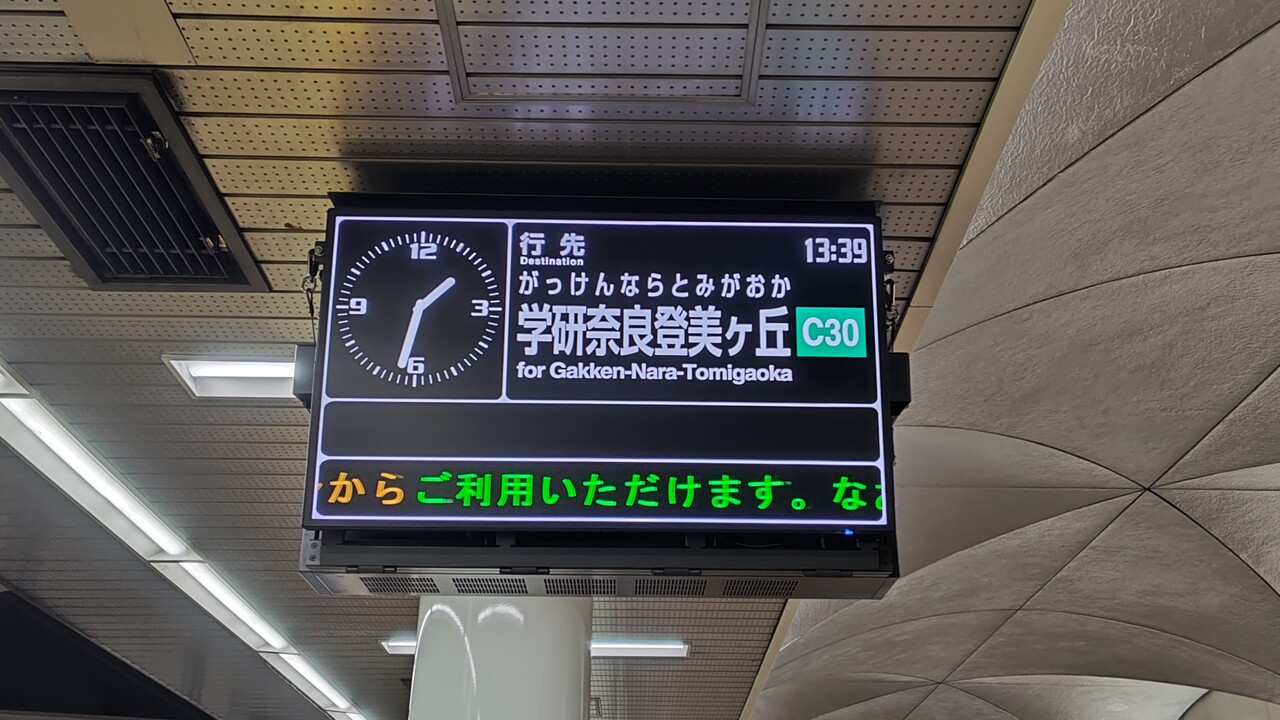 12
3
6
9
行先
13:39
Destination
がっけんならとみがおか
学研奈良登美ヶ丘 C30
for Gakken-Nara-Tomigaoka
からご利用いただけます。な